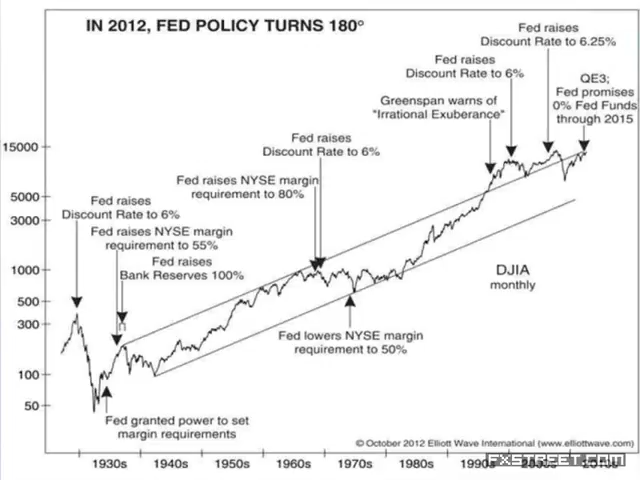 IN 2012, FED POLICY TURNS 180°
Fed raises
Discount Rate to 6.25%
Fed raises
Discount Rate to 6%
QE3;
Fed promises
0% Fed Funds
through 2015
Greenspan warns of
"Irrational Exuberance"
Fed raises
Discount Rate to 6%
Fed raises NYSE margin
requirement to 80%
Fed raises
Discount Rate to 6%
Fed raises NYSE margin
requirement to 55%
Fed raises
Bank Reserves 100%
15000
5000
3000
1000
500
300
100
50
DJIA
monthly
Fed lowers NYSE margin
requirement to 50%
Fed granted power to set
margin requirements
© October 2012 Elliott Wave International (www.elliottwave.com)
1930s 1940s 1950s 1960s 1970s 1980s 1990s 2000s 2010s
FXSTREET.COM